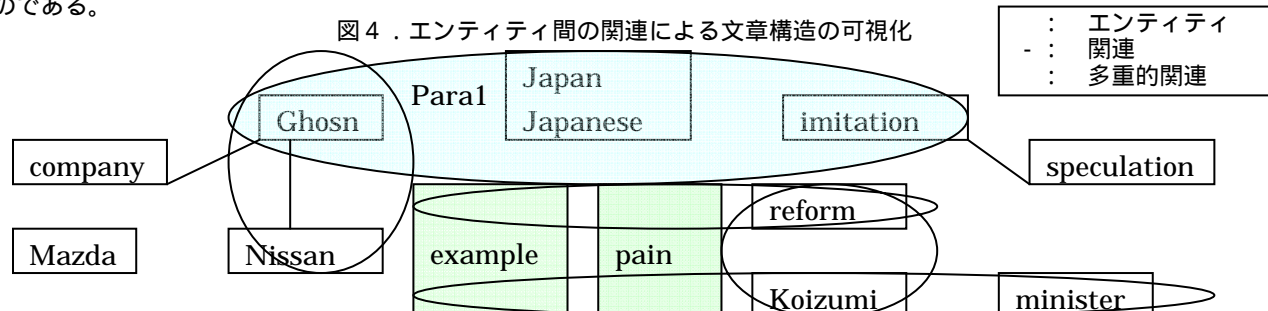 のである。
図４．エンティティ間の関連による文章構造の可視化
： エンティティ
-： 関連
： 多重的関連
Para1
Japan
Japanese
Ghosn
imitation
company
speculation
reform
Mazda
Nissan
example
pain
Koizumi
minister